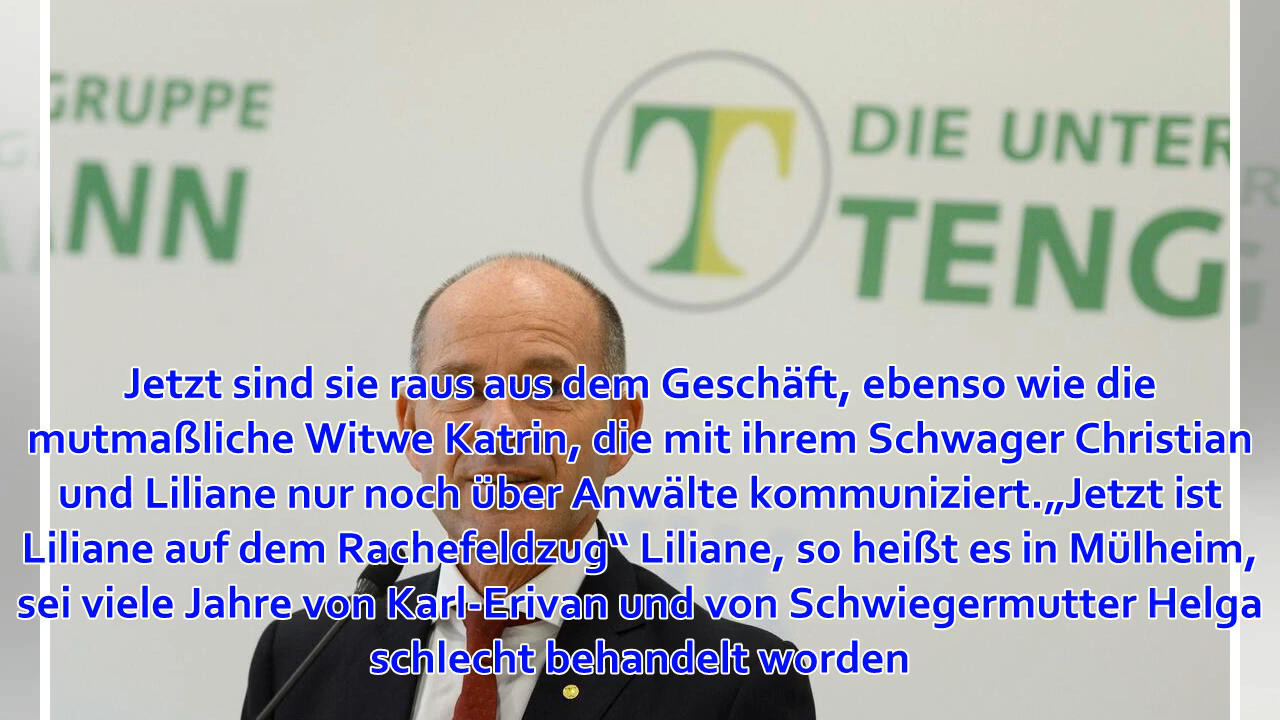 GRUPPE
ANN
T
DIE UNTER
TENG
Jetzt sind sie raus aus dem Geschäft, ebenso wie die
mutmaßliche Witwe Katrin, die mit ihrem Schwager Christian
und Liliane nur noch über Anwälte kommuniziert.„Jetzt ist
Liliane auf dem Rachefeldzug“ Liliane, so heißt es in Mülheim,
sei viele Jahre von Karl-Erivan und von Schwiegermutter Helga
schlecht behandelt worden